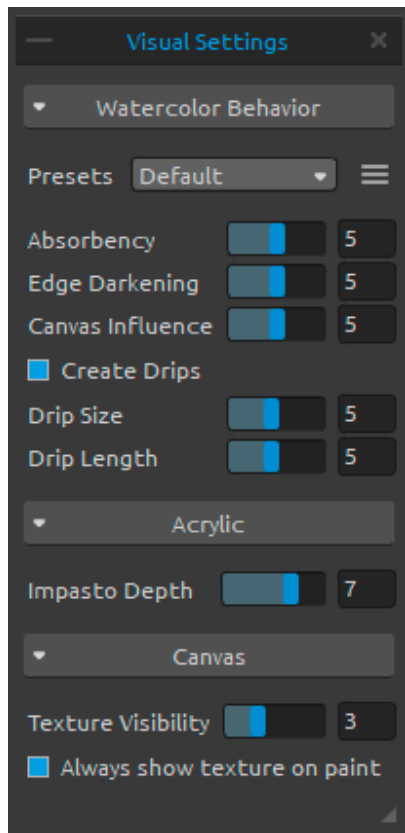 Visual Settings
Watercolor Behavior
Presets Default
Absorbency 5
Edge Darkening 5
Canvas Influence 5
Create Drips
Drip Size 5
Drip Length 5
Acrylic
Impasto Depth 7
Canvas
Texture Visibility 3
Always show texture on paint